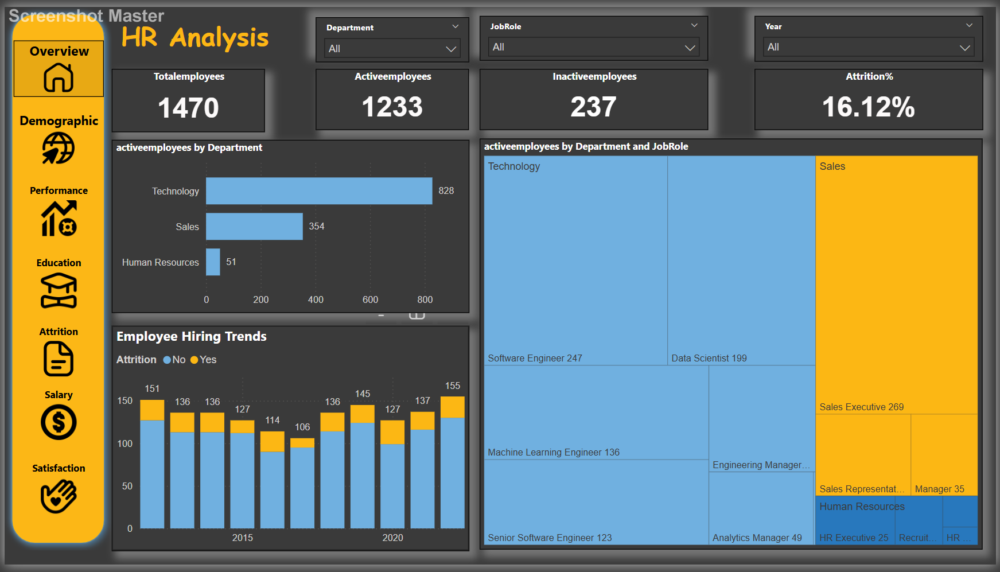 Screenshot Master
HR Analysis
Overview
Demographic
Performance
Education
Attrition
Salary
Satisfaction
Department
All
JobRole
All
Year
All
Totalemployees
1470
Activeemployees
1233
Inactiveemployees
237
Attrition%
16.12%
activeemployees by Department
Technology 828
Sales 354
Human Resources 51
0 200 400 600 800
Employee Hiring Trends
Attrition No Yes
151 136 136 127 114 106 136 145 127 137 155
150
100
50
0
2015 2020
activeemployees by Department and JobRole
Technology
Software Engineer 247
Data Scientist 199
Machine Learning Engineer 136
Engineering Manager…
Senior Software Engineer 123
Analytics Manager 49
Sales
Sales Executive 269
Sales Representat…
Manager 35
Human Resources
HR Executive 25
Recruit…
HR …